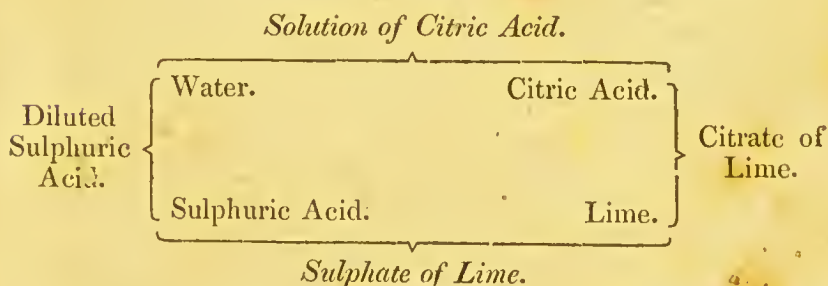 Solution of Citric Acid.
Water. Citric Acid.
Diluted Sulphuric Acid.
Citrate of Lime.
Sulphuric Acid. Lime.
Sulphate of Lime.